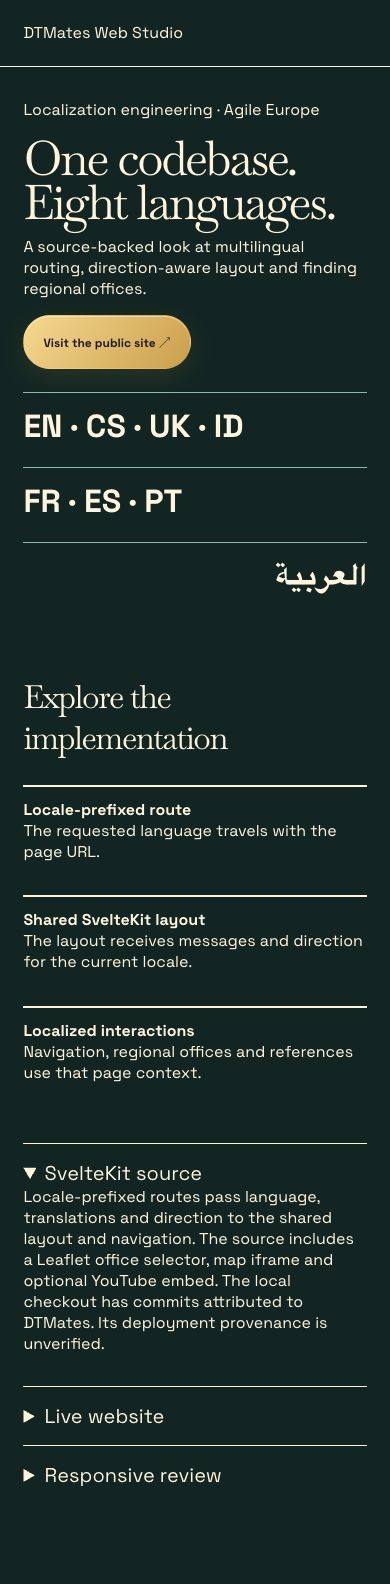 DTMates Web Studio
Localization engineering · Agile Europe
One codebase.
Eight languages.
A source-backed look at multilingual
routing, direction-aware layout and finding
regional offices.
Visit the public site ↗
EN · CS · UK · ID
FR · ES · PT
العربية
Explore the
implementation
Locale-prefixed route
The requested language travels with the
page URL.
Shared SvelteKit layout
The layout receives messages and direction
for the current locale.
Localized interactions
Navigation, regional offices and references
use that page context.
▼ SvelteKit source
Locale-prefixed routes pass language,
translations and direction to the shared
layout and navigation. The source includes
a Leaflet office selector, map iframe and
optional YouTube embed. The local
checkout has commits attributed to
DTMates. Its deployment provenance is
unverified.
▶ Live website
▶ Responsive review